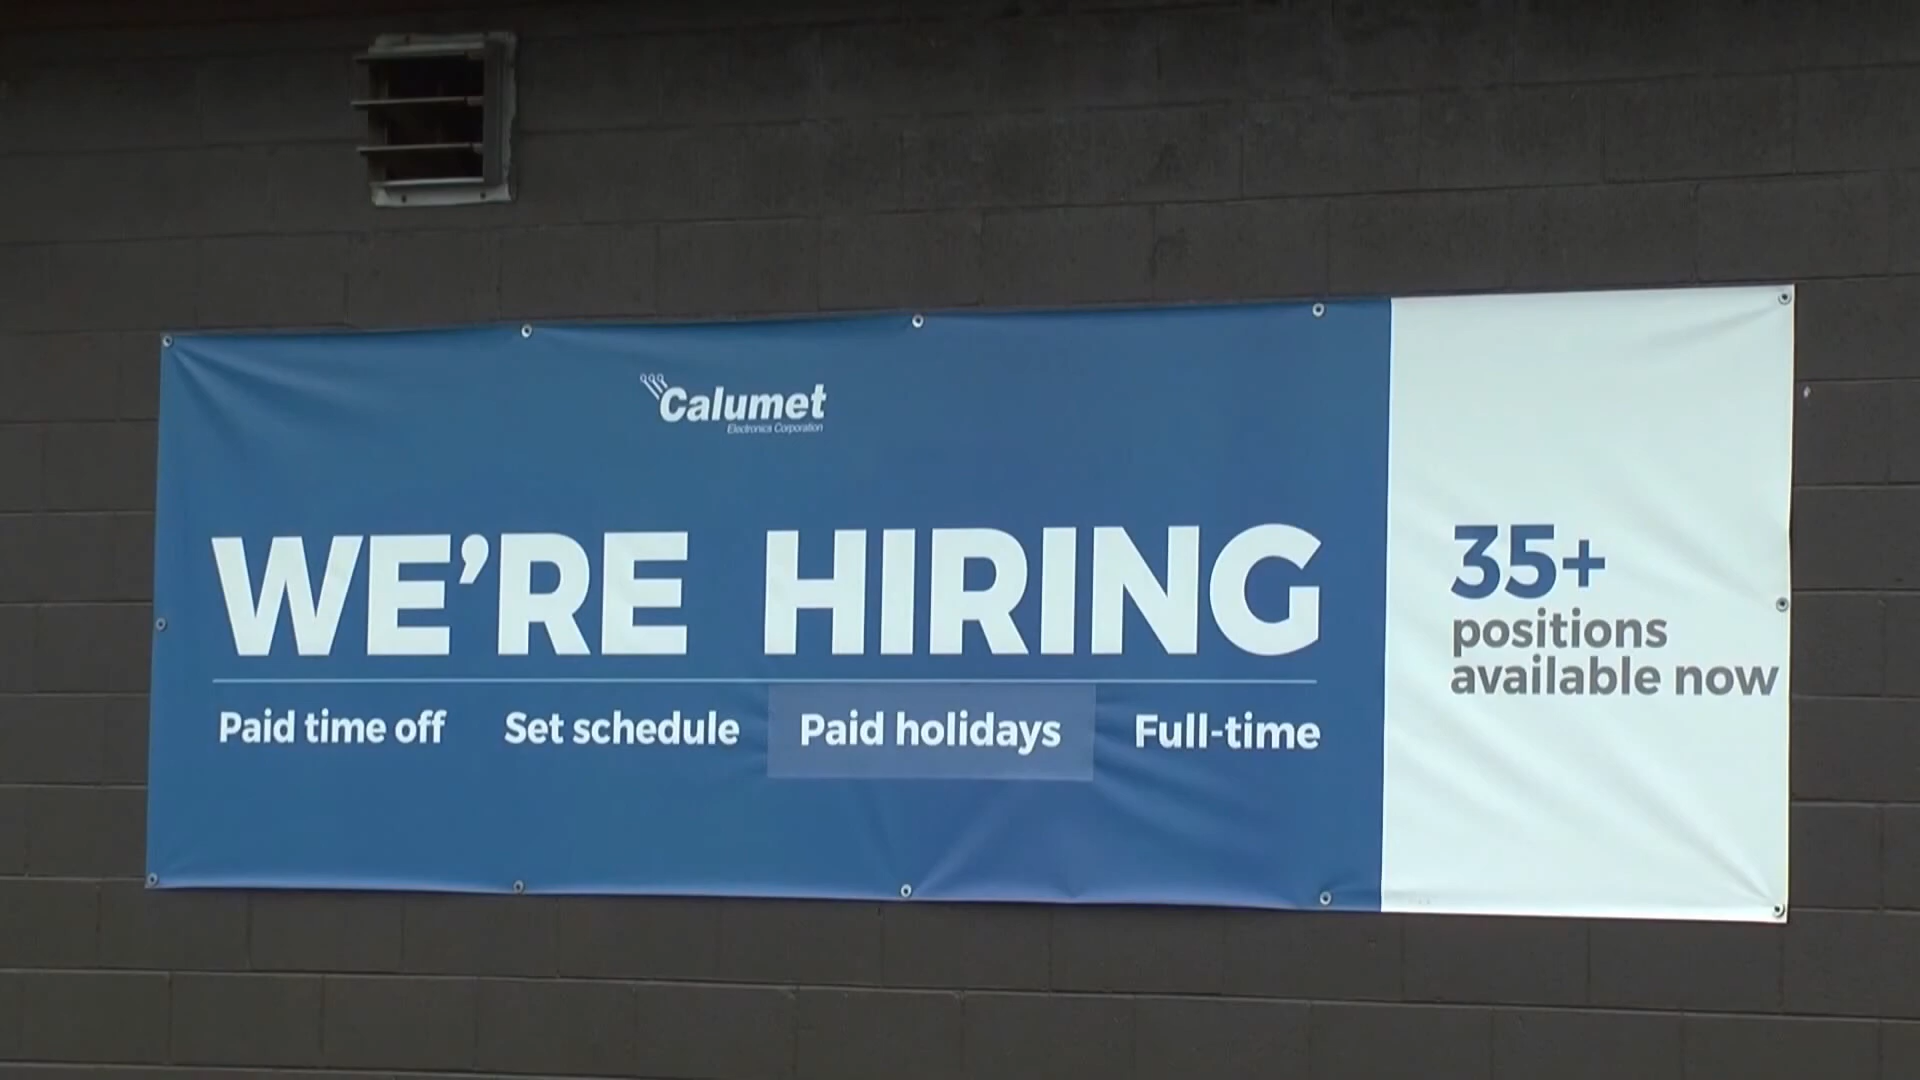 Calumet
Electronics Corporation
WE'RE HIRING
Paid time off Set schedule Paid holidays Full-time
35+
positions
available now